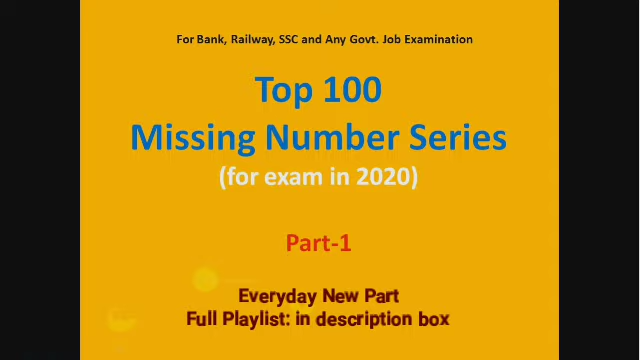 For Bank, Railway, SSC and Any Govt. Job Examination
Top 100
Missing Number Series
(for exam in 2020)
Part-1
Everyday New Part
Full Playlist: in description box